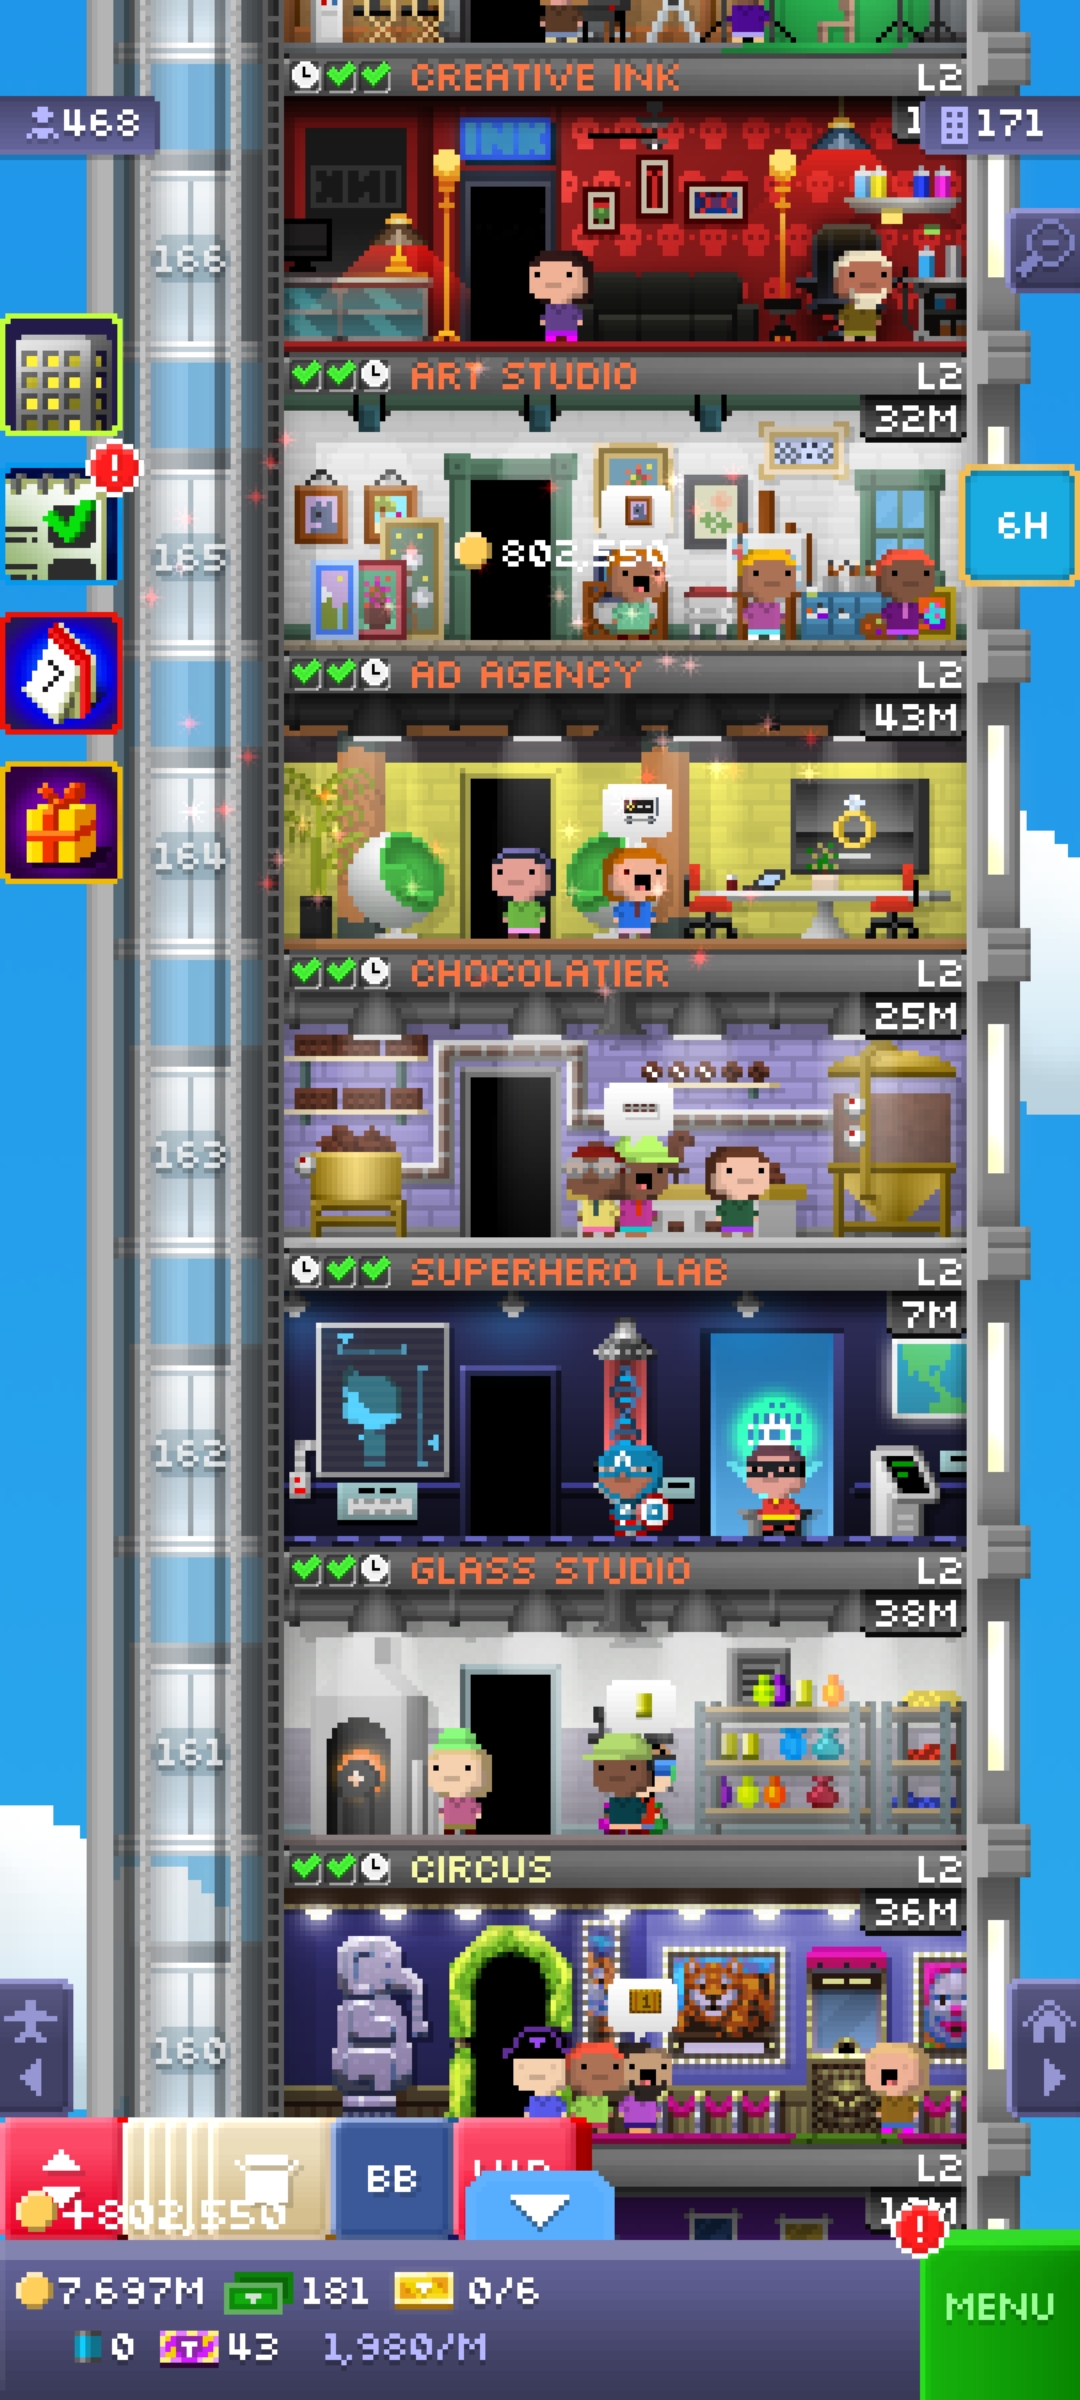 CREATIVE INK L2
468
171
INK
166
ART STUDIO L2
32M
6H
802,550
165
AD AGENCY L2
43M
164
CHOCOLATIER L2
25M
163
SUPERHERO LAB L2
7M
162
GLASS STUDIO L2
38M
161
CIRCUS L2
36M
1
160
L2
BB
+802,550
7.697M 181 0/6
MENU
0 43 1,980/M